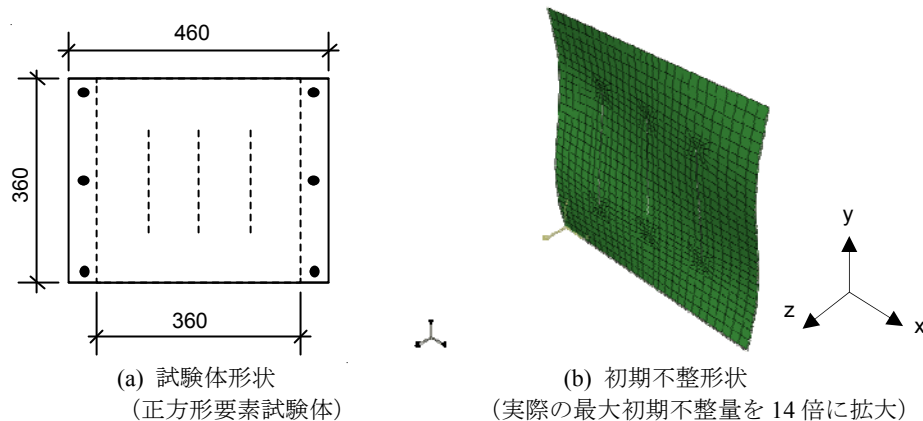 460
360
360
y
z
x
(a) 試験体形状
（正方形要素試験体）
(b) 初期不整形状
（実際の最大初期不整量を 14 倍に拡大）